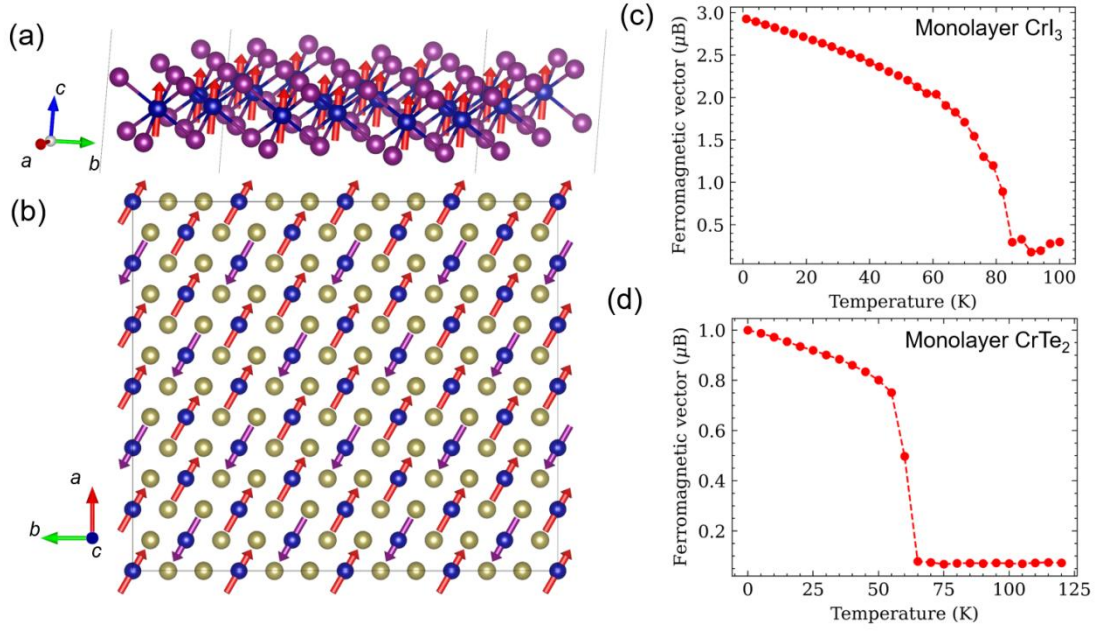 (a)
c
a
b
(b)
a
b
c
(c)
Monolayer CrI₃
Ferromagnetic vector (μB)
3.0
2.5
2.0
1.5
1.0
0.5
0 20 40 60 80 100
Temperature (K)
(d)
Monolayer CrTe₂
Ferromagnetic vector (μB)
1.0
0.8
0.6
0.4
0.2
0 25 50 75 100 125
Temperature (K)